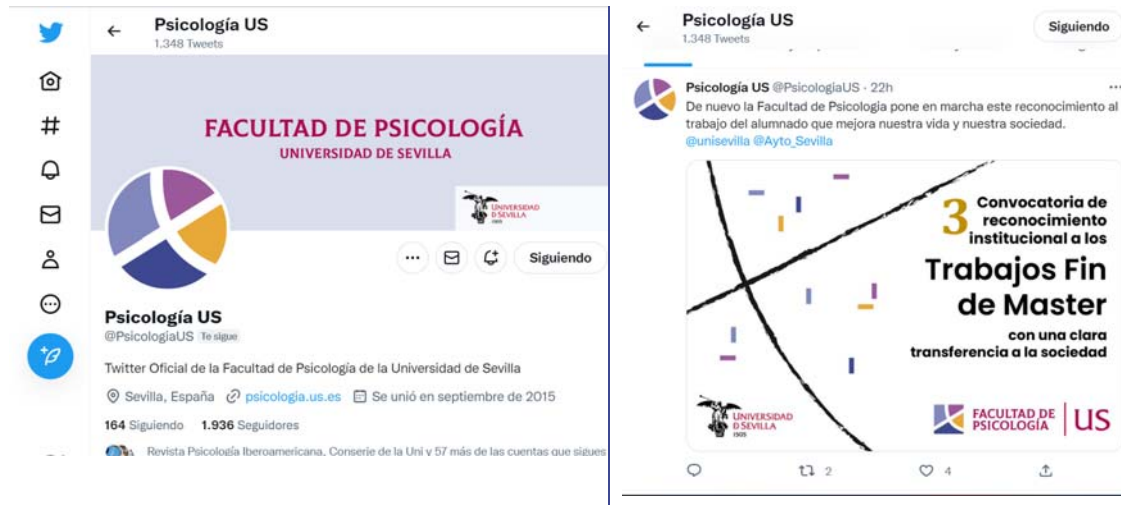 Psicología US
1.348 Tweets
FACULTAD DE PSICOLOGÍA
UNIVERSIDAD DE SEVILLA
UNIVERSIDAD
D SEVILLA
1505
Siguiendo
Psicología US
@PsicologiaUS Te sigue
Twitter Oficial de la Facultad de Psicología de la Universidad de Sevilla
Sevilla, España psicologia.us.es Se unió en septiembre de 2015
164 Siguiendo 1.936 Seguidores
Revista Psicología Iberoamericana, Conserje de la Uni y 57 más de las cuentas que sigues
Psicología US
1.348 Tweets
Siguiendo
Psicología US @PsicologiaUS · 22h
De nuevo la Facultad de Psicología pone en marcha este reconocimiento al
trabajo del alumnado que mejora nuestra vida y nuestra sociedad.
@unisevilla @Ayto_Sevilla
3 Convocatoria de
reconocimiento
institucional a los
Trabajos Fin
de Master
con una clara
transferencia a la sociedad
UNIVERSIDAD
D SEVILLA
1505
FACULTAD DE
PSICOLOGÍA
US
2 4